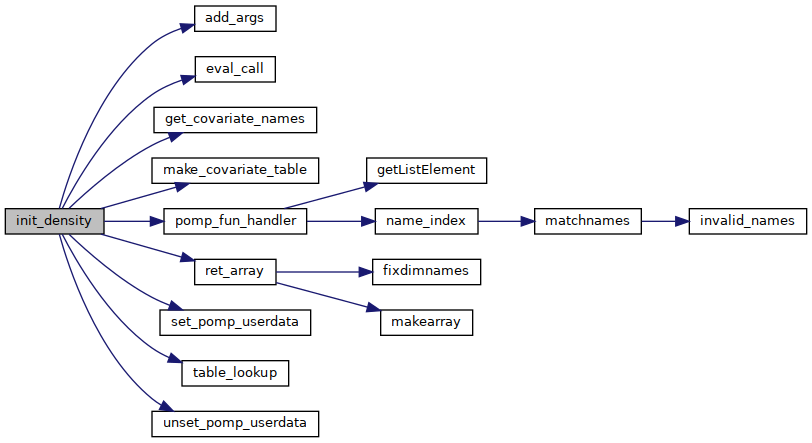 add_args
eval_call
get_covariate_names
make_covariate_table
getListElement
init_density
pomp_fun_handler
name_index
matchnames
invalid_names
ret_array
fixdimnames
set_pomp_userdata
makearray
table_lookup
unset_pomp_userdata